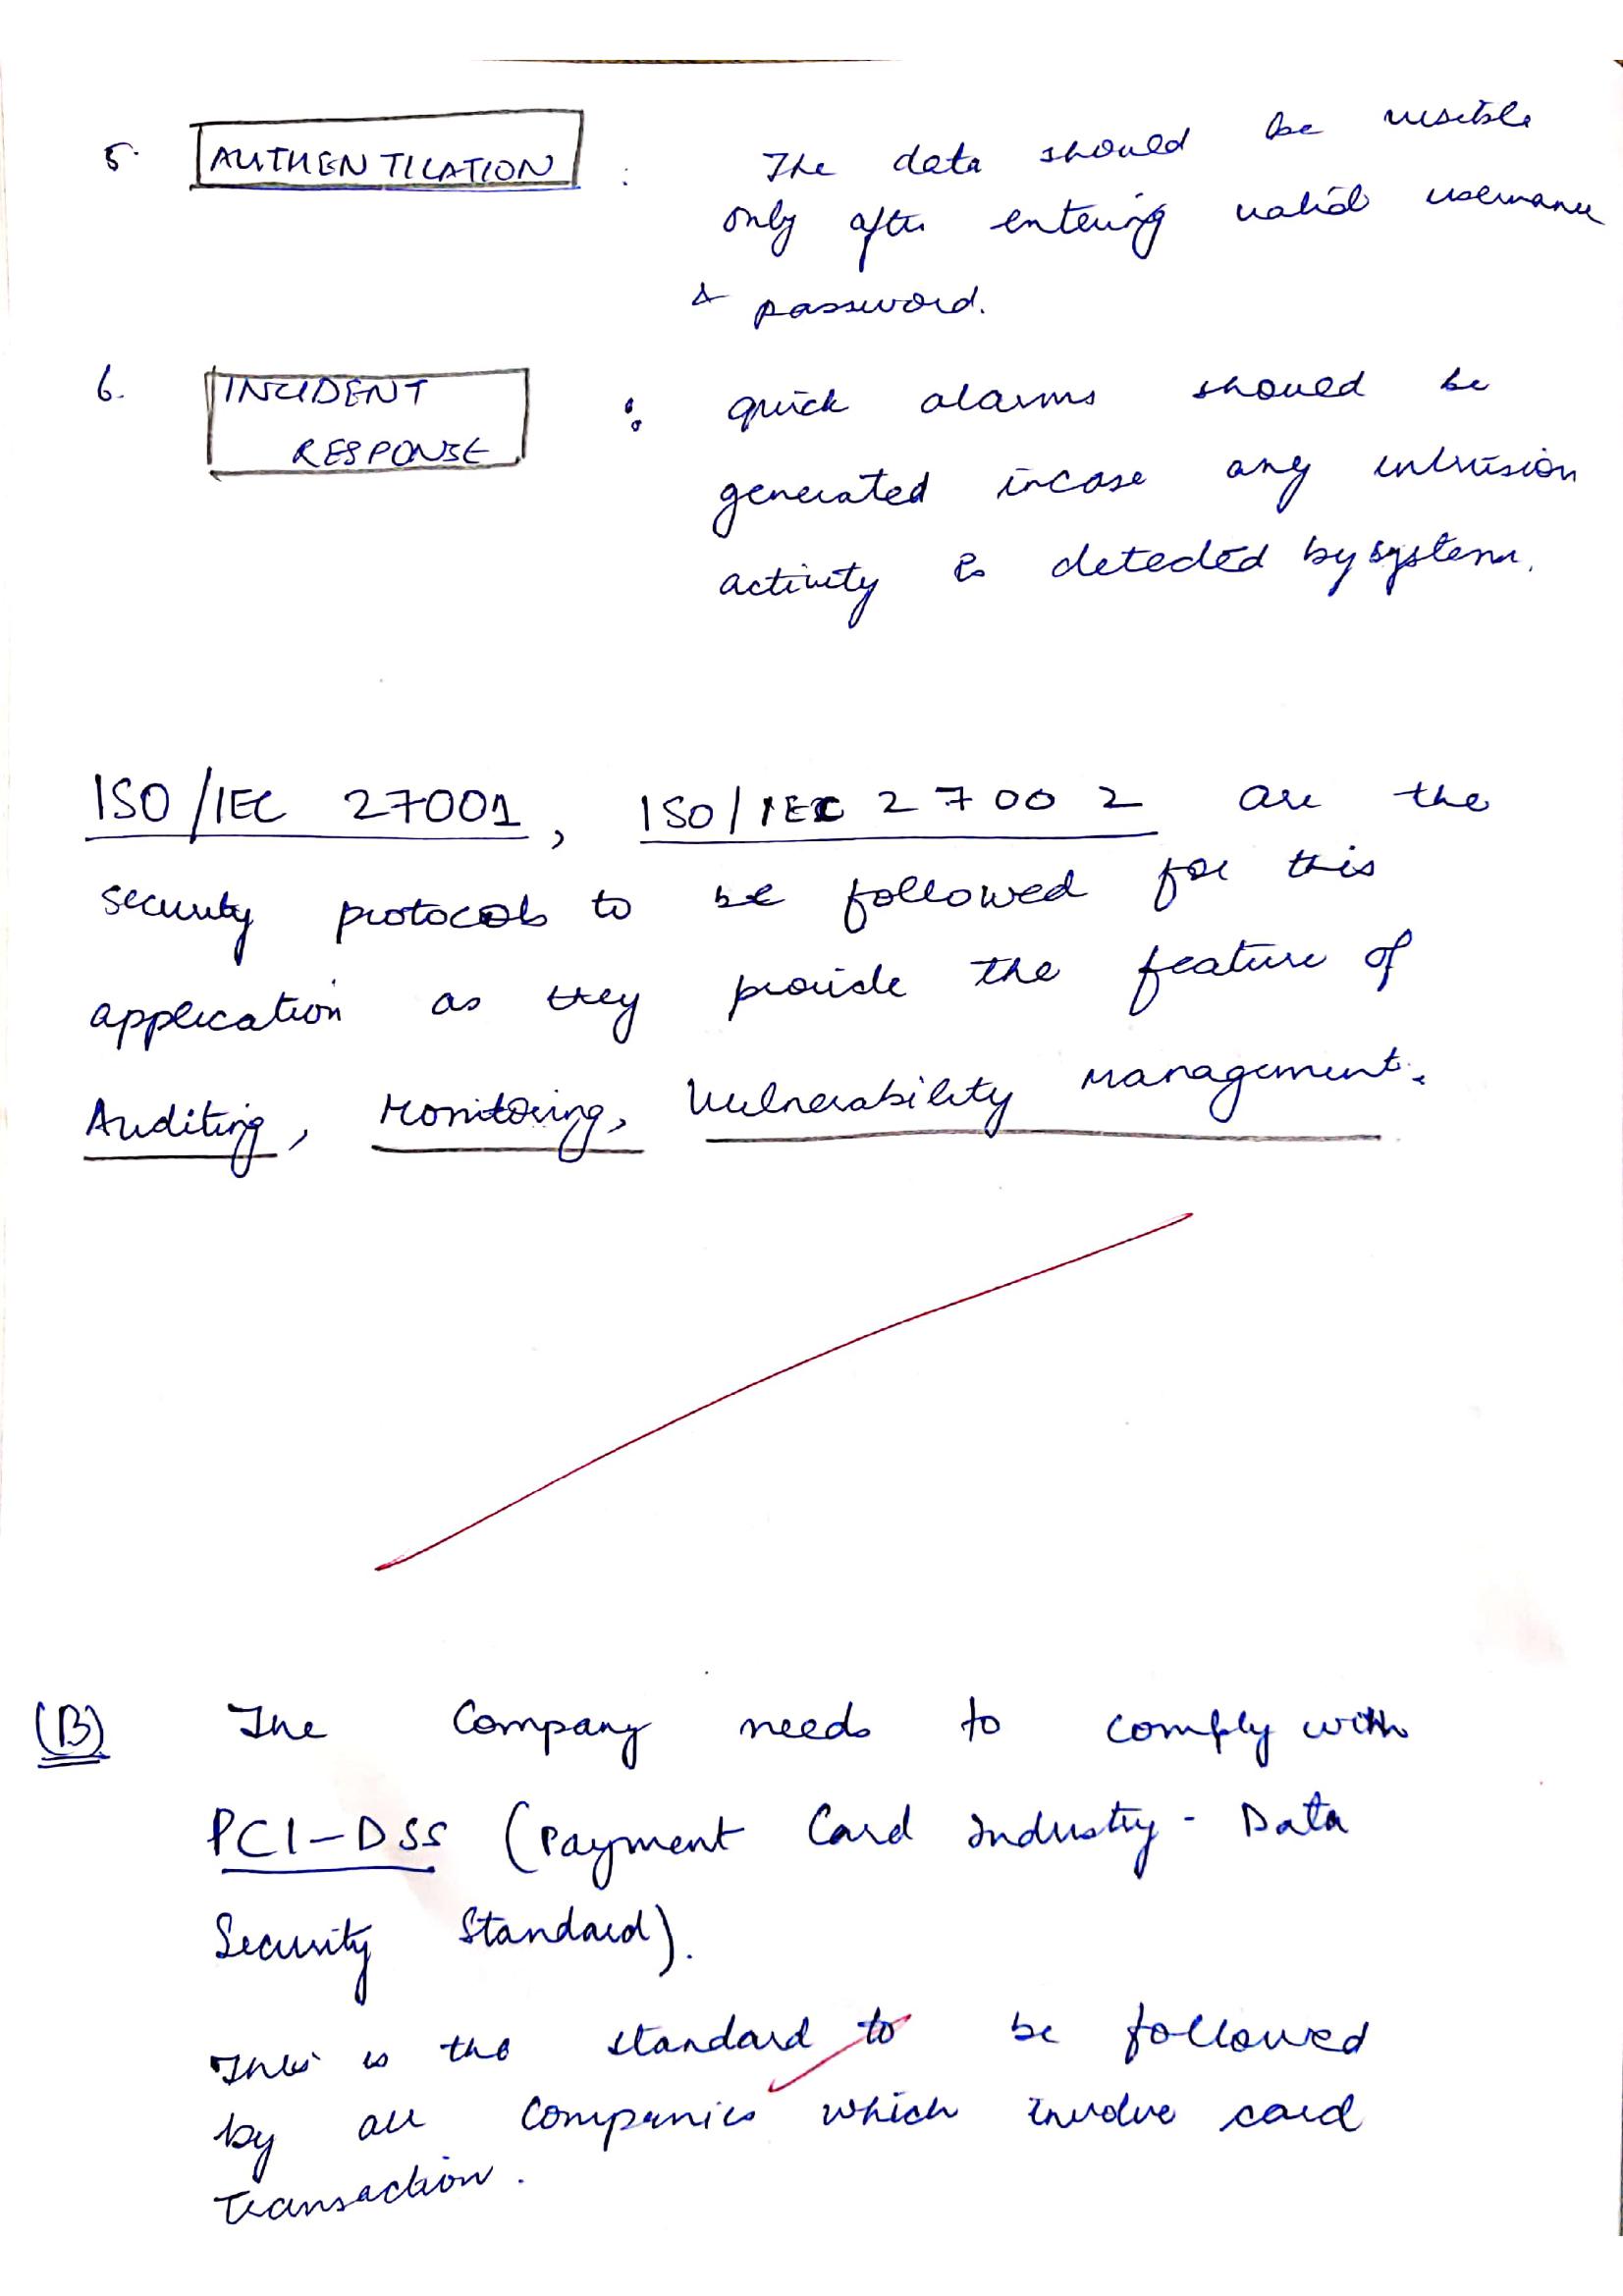 5. AUTHENTICATION : The data should be visible
only after entering valid username
& password.
6. INCIDENT : quick alarms should be
RESPONSE generated incase any intrusion
activity is detected by system.
ISO/IEC 27001, ISO/IEC 27002 are the
security protocols to be followed for this
application as they provide the feature of
Auditing, Monitoring, Vulnerability Management.
(B) The Company needs to comply with
PCI-DSS (Payment Card Industry - Data
Security Standard).
This is the standard to be followed
by all Companies which involve card
Transaction.